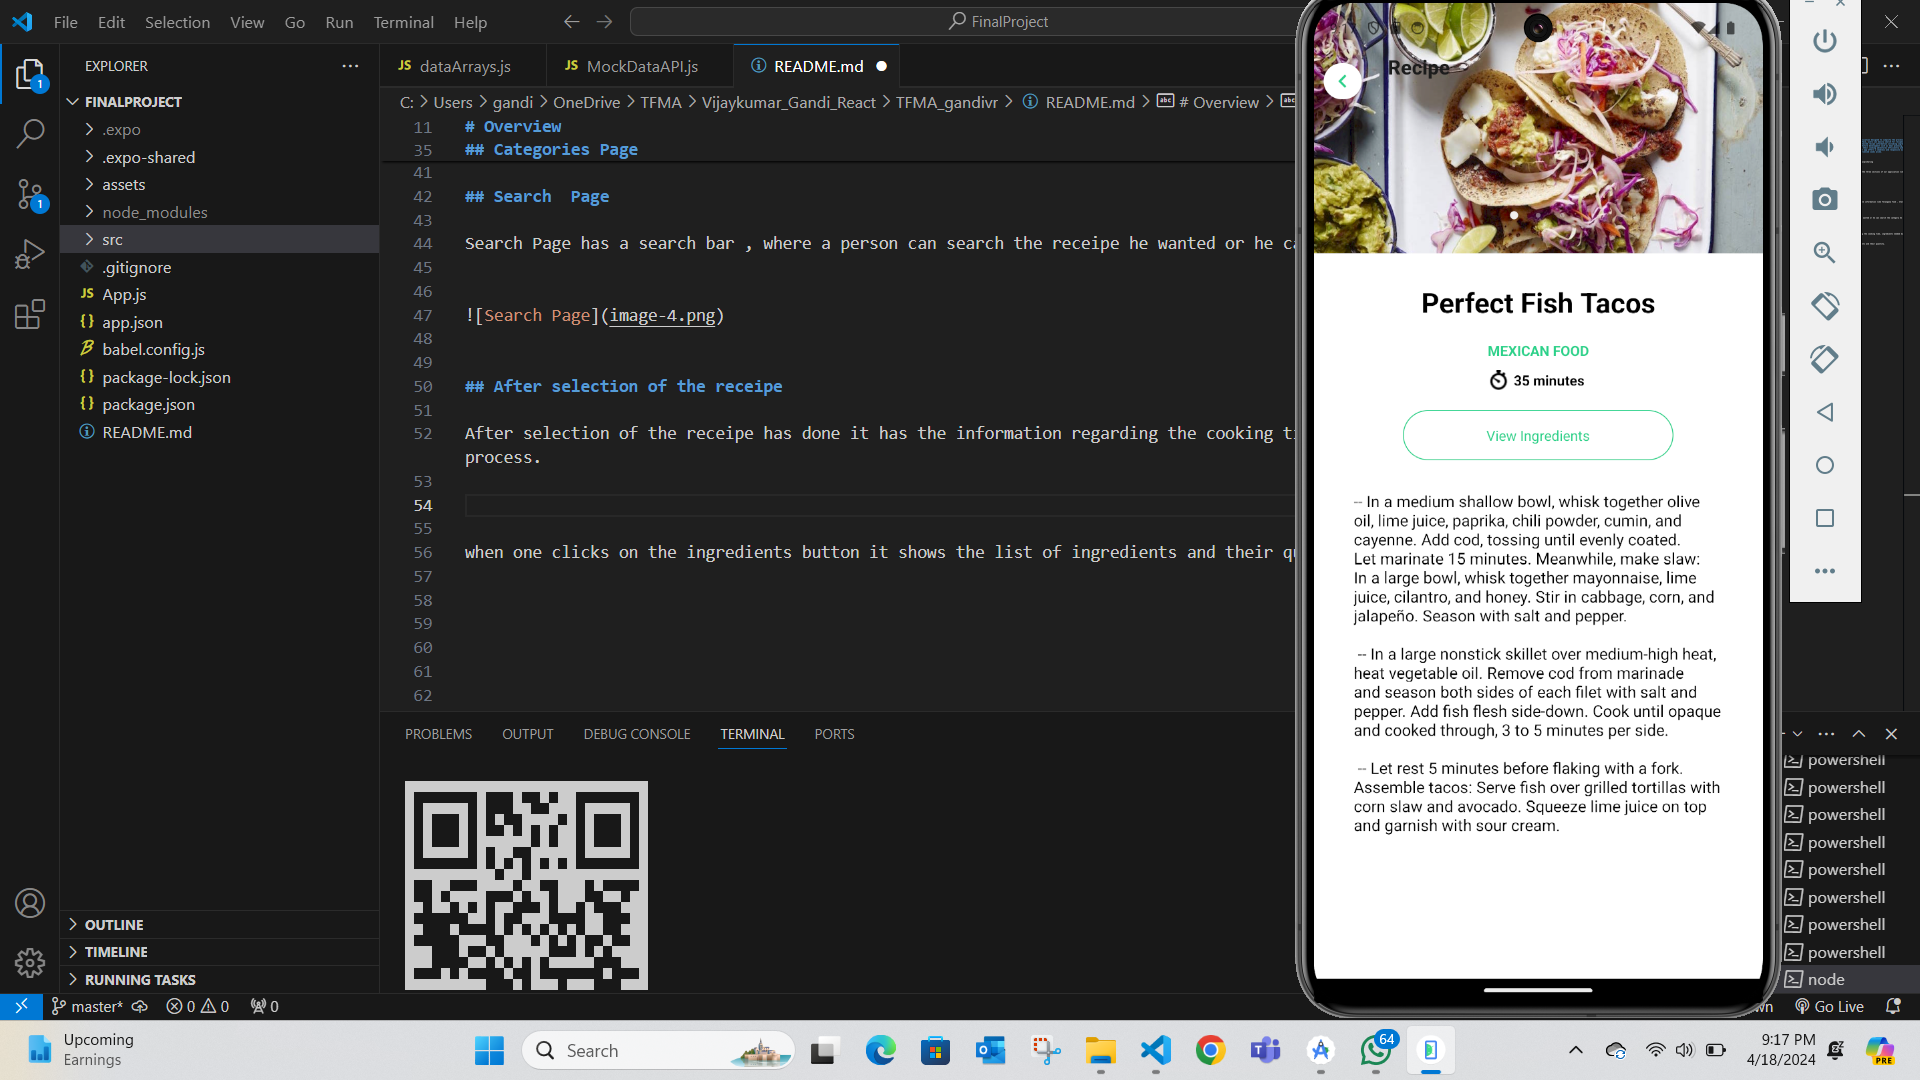 File Edit Selection View Go Run Terminal Help
FinalProject
EXPLORER
FINALPROJECT
.expo
.expo-shared
assets
node_modules
src
.gitignore
JS App.js
{} app.json
babel.config.js
{} package-lock.json
{} package.json
README.md
OUTLINE
TIMELINE
RUNNING TASKS
1
1
JS dataArrays.js
JS MockDataAPI.js
README.md
C: > Users > gandi > OneDrive > TFMA > Vijaykumar_Gandi_React > TFMA_gandivr > README.md > # Overview >
11 # Overview
35 ## Categories Page
41
42 ## Search  Page
43
44 Search Page has a search bar , where a person can search the receipe he wanted or he
45
46
47 ![Search Page](image-4.png)
48
49
50 ## After selection of the receipe
51
52 After selection of the receipe has done it has the information regarding the cooking
process.
53
54
55
56 when one clicks on the ingredients button it shows the list of ingredients and their
57
58
59
60
61
62
PROBLEMS OUTPUT DEBUG CONSOLE TERMINAL PORTS
powershell
powershell
powershell
powershell
powershell
powershell
powershell
powershell
node
Recipe
Perfect Fish Tacos
MEXICAN FOOD
35 minutes
View Ingredients
-- In a medium shallow bowl, whisk together olive
oil, lime juice, paprika, chili powder, cumin, and
cayenne. Add cod, tossing until evenly coated.
Let marinate 15 minutes. Meanwhile, make slaw:
In a large bowl, whisk together mayonnaise, lime
juice, cilantro, and honey. Stir in cabbage, corn, and
jalapeño. Season with salt and pepper.
-- In a large nonstick skillet over medium-high heat,
heat vegetable oil. Remove cod from marinade
and season both sides of each filet with salt and
pepper. Add fish flesh side-down. Cook until opaque
and cooked through, 3 to 5 minutes per side.
-- Let rest 5 minutes before flaking with a fork.
Assemble tacos: Serve fish over grilled tortillas with
corn slaw and avocado. Squeeze lime juice on top
and garnish with sour cream.
master* 0 0 0
Go Live
Upcoming
Earnings
Search
64
9:17 PM
4/18/2024
PRE